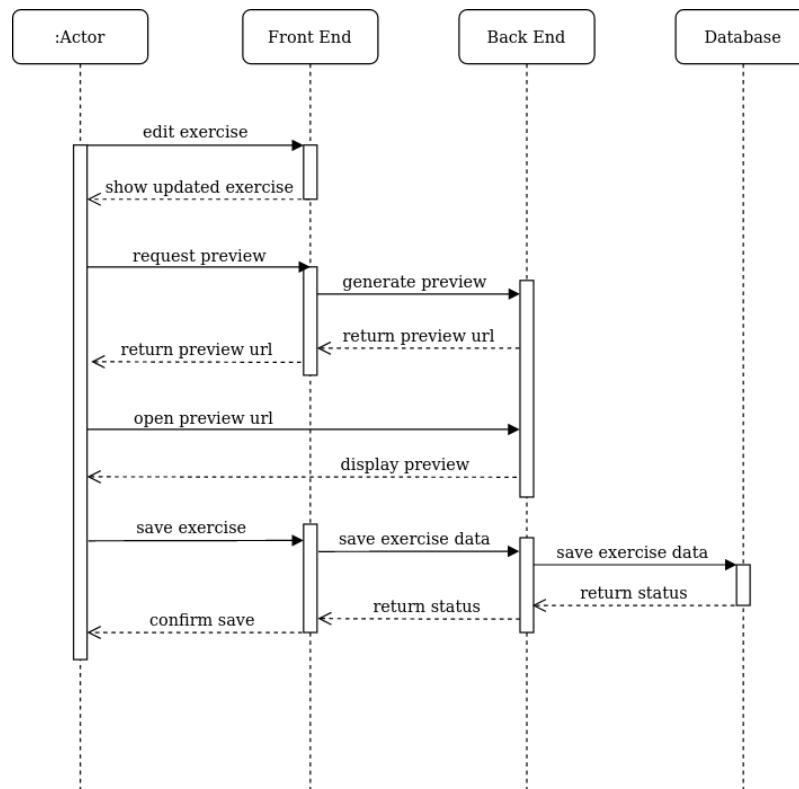 :Actor
Front End
Back End
Database
edit exercise
show updated exercise
request preview
generate preview
return preview url
return preview url
open preview url
display preview
save exercise
save exercise data
save exercise data
return status
return status
confirm save